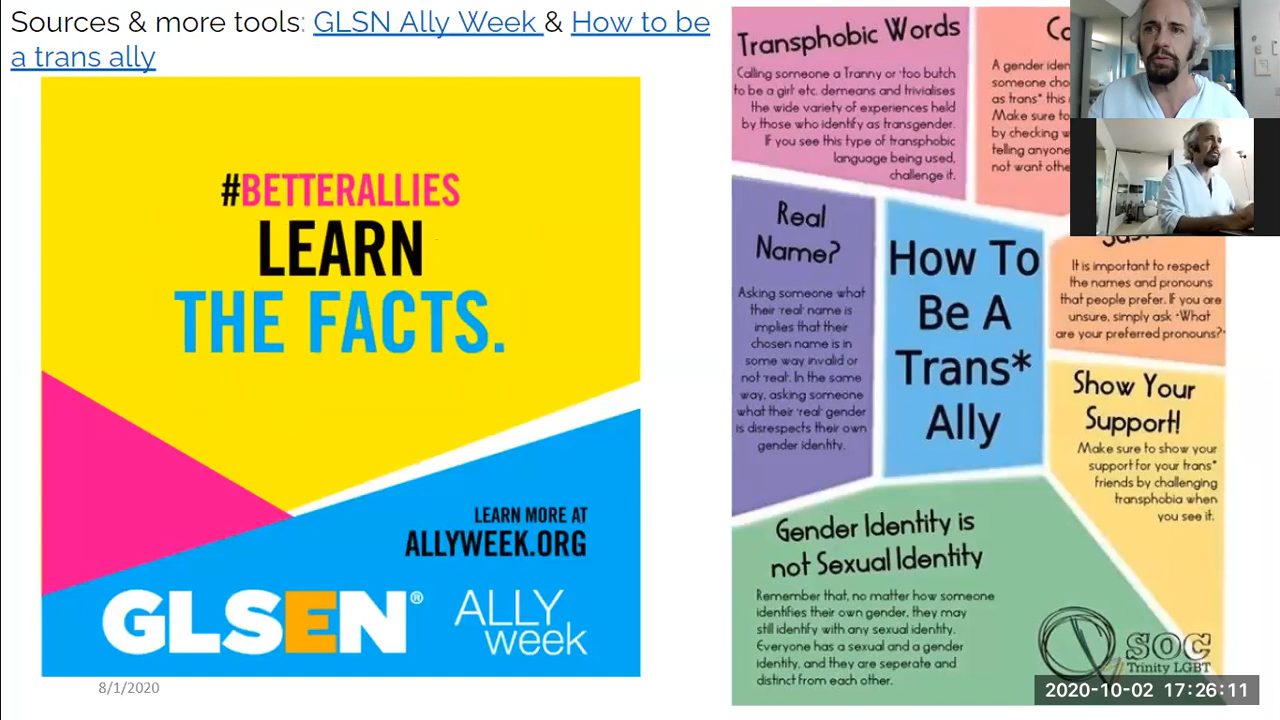 Sources & more tools: GLSN Ally Week & How to be
a trans ally
#BETTERALLIES
LEARN
THE FACTS.
LEARN MORE AT
ALLYWEEK.ORG
GLSEN®
ALLY
week
8/1/2020
Transphobic Words
Calling someone a Tranny or 'too butch
to be a girl' etc. demeans and trivialises
the wide variety of experiences held
by those who identify as transgender.
If you see this type of transphobic
language being used,
challenge it.
A gender iden
someone cho
as trans* this
Make sure to
by checking w
telling anyone
not want othe
Real
Name?
Asking someone what
their 'real' name is
implies that their
chosen name is in
some way invalid or
not 'real'. In the same
way, asking someone
what their 'real' gender
is disrespects their own
gender identity.
How To
Be A
Trans*
Ally
It is important to respect
the names and pronouns
that people prefer. If you are
unsure, simply ask "What
are your preferred pronouns?"
Show Your
Support!
Make sure to show your
support for your trans*
friends by challenging
transphobia when
you see it.
Gender Identity is
not Sexual Identity
Remember that, no matter how someone
identifies their own gender, they may
still identify with any sexual identity.
Everyone has a sexual and a gender
identity, and they are seperate and
distinct from each other.
SOC
Trinity LGBT
2020-10-02 17:26:11